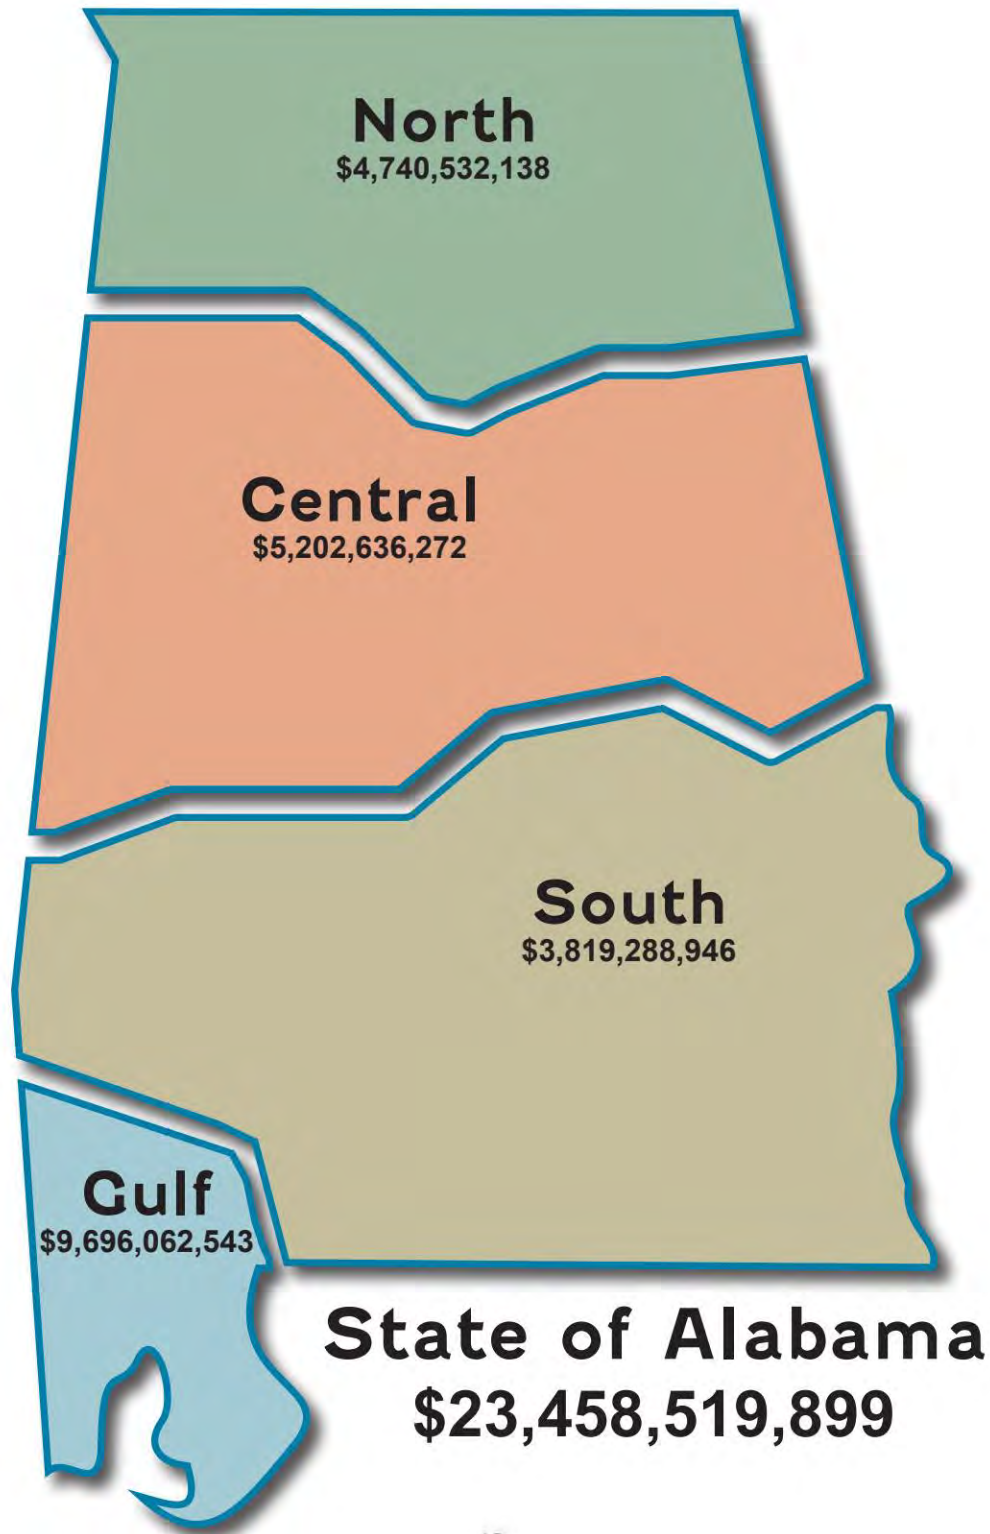 North
$4,740,532,138
Central
$5,202,636,272
South
$3,819,288,946
Gulf
$9,696,062,543
State of Alabama
$23,458,519,899